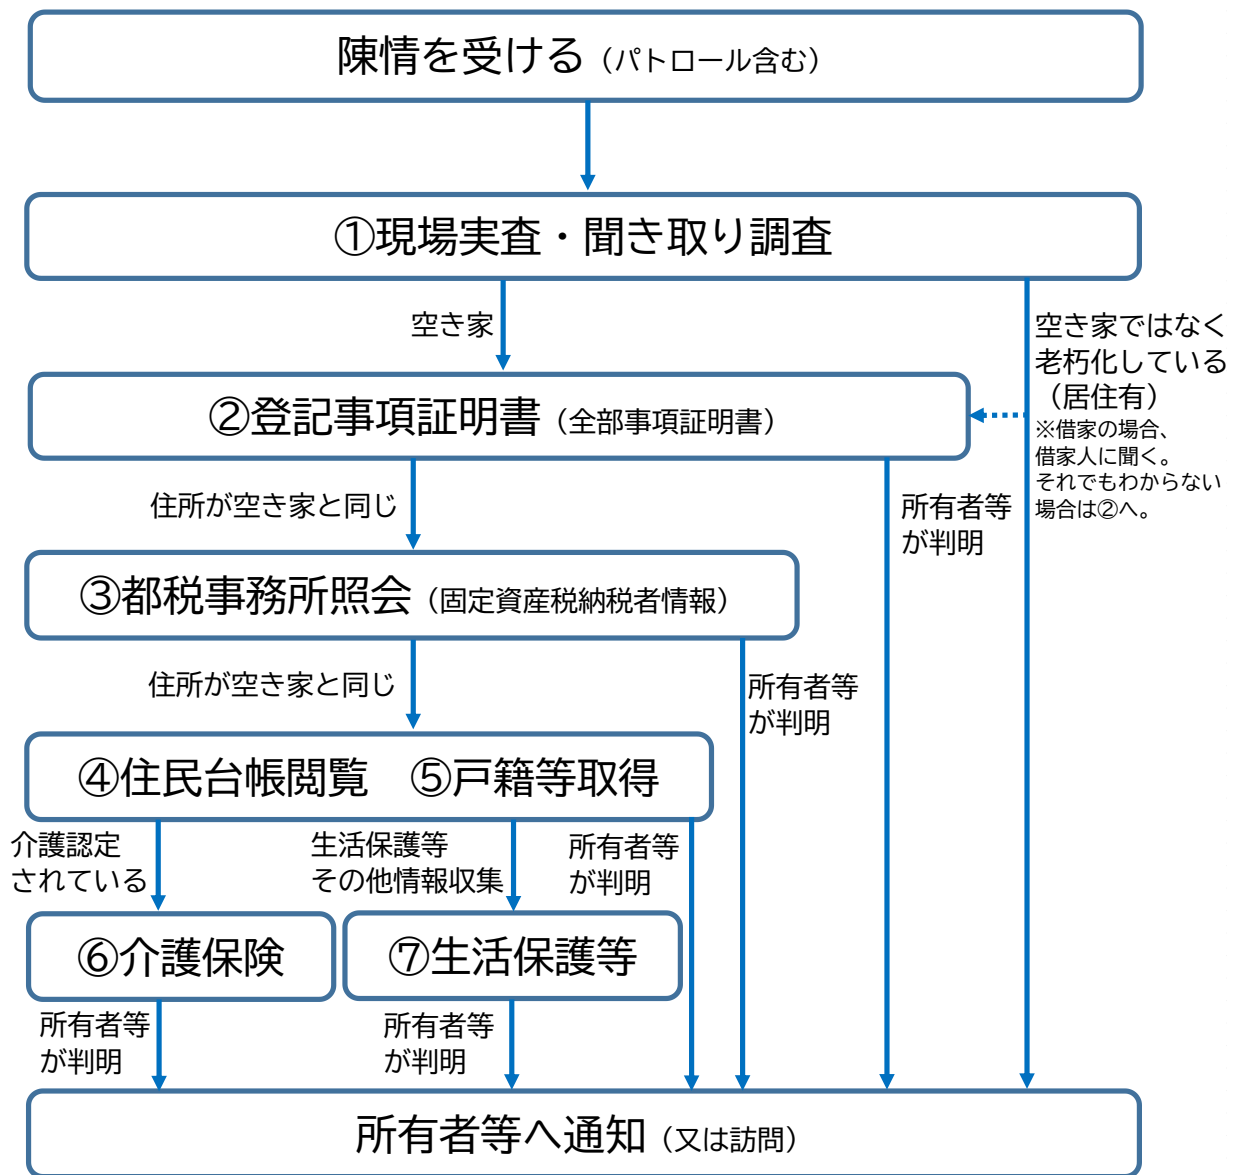 陳情を受ける（パトロール含む）
①現場実査・聞き取り調査
空き家
空き家ではなく
老朽化している
（居住有）
※借家の場合、
借家人に聞く。
それでもわからない
場合は②へ。
②登記事項証明書（全部事項証明書）
住所が空き家と同じ
所有者等
が判明
③都税事務所照会（固定資産税納税者情報）
住所が空き家と同じ
所有者等
が判明
④住民台帳閲覧　⑤戸籍等取得
介護認定
されている
生活保護等
その他情報収集
所有者等
が判明
⑥介護保険
⑦生活保護等
所有者等
が判明
所有者等
が判明
所有者等へ通知（又は訪問）